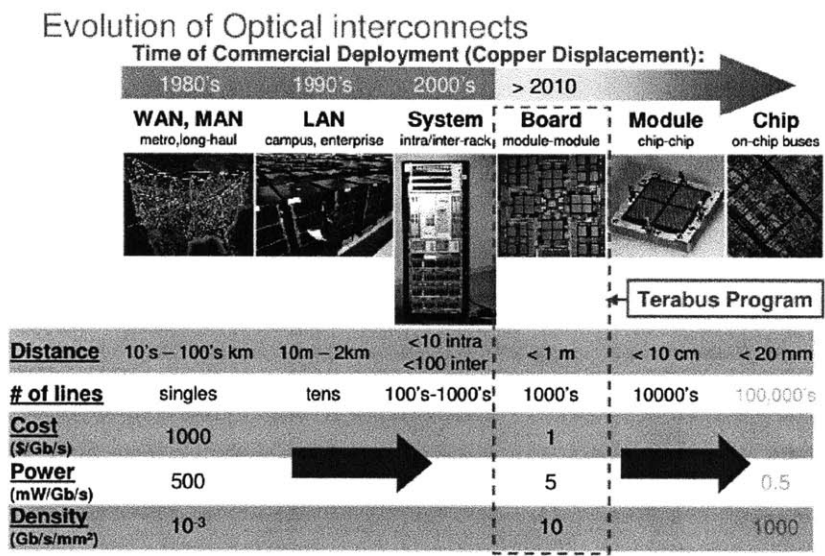 Evolution of Optical interconnects
Time of Commercial Deployment (Copper Displacement):
1980's 1990's 2000's > 2010
WAN, MAN LAN System Board Module Chip
metro,long-haul campus, enterprise intra/inter-rack module-module chip-chip on-chip buses
Terabus Program
Distance 10's – 100's km 10m – 2km <10 intra <100 inter < 1 m < 10 cm < 20 mm
# of lines singles tens 100's-1000's 1000's 10000's 100,000's
Cost 1000 1
($/Gb/s)
Power 500 5 0.5
(mW/Gb/s)
Density 10⁻³ 10 1000
(Gb/s/mm²)